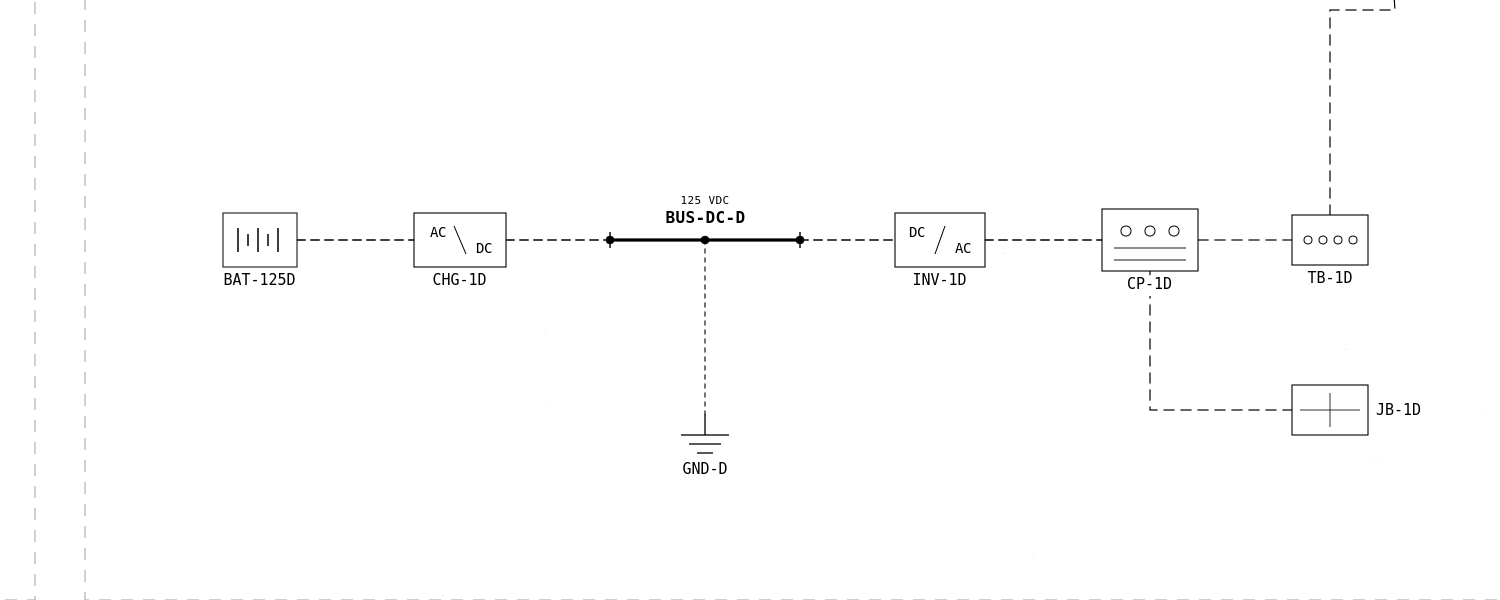 125 VDC
BUS-DC-D
AC
DC
DC
AC
BAT-125D
CHG-1D
INV-1D
CP-1D
TB-1D
JB-1D
GND-D